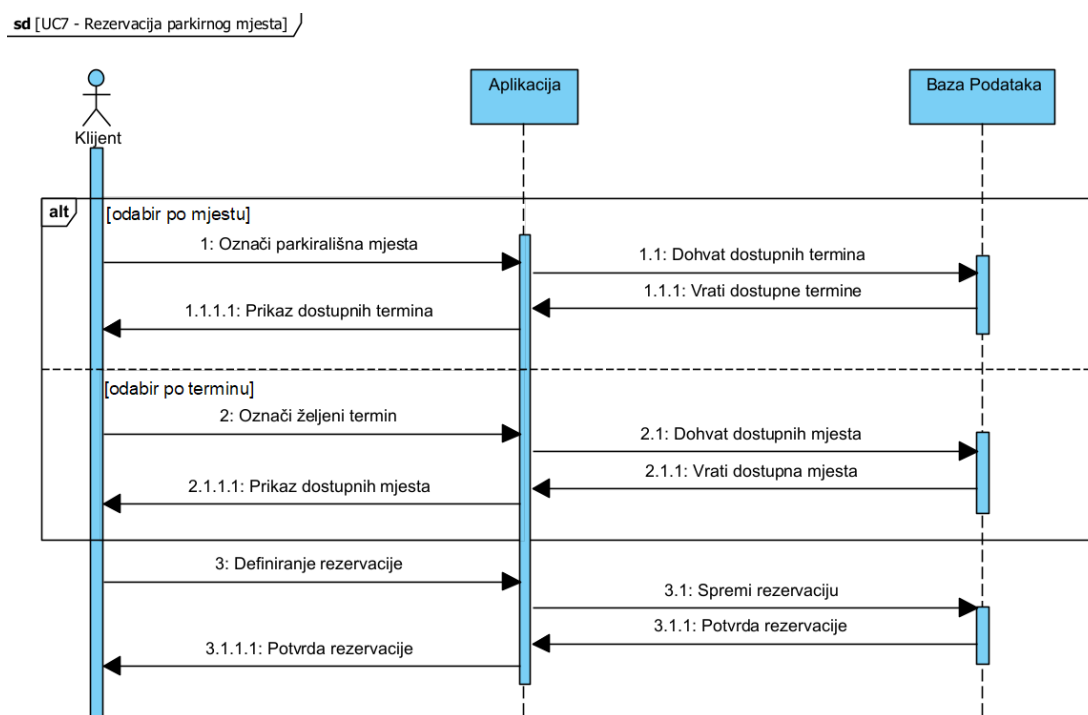 sd [UC7 - Rezervacija parkirnog mjesta]
Klijent
Aplikacija
Baza Podataka
alt
[odabir po mjestu]
1: Označi parkirališna mjesta
1.1: Dohvat dostupnih termina
1.1.1: Vrati dostupne termine
1.1.1.1: Prikaz dostupnih termina
[odabir po terminu]
2: Označi željeni termin
2.1: Dohvat dostupnih mjesta
2.1.1: Vrati dostupna mjesta
2.1.1.1: Prikaz dostupnih mjesta
3: Definiranje rezervacije
3.1: Spremi rezervaciju
3.1.1: Potvrda rezervacije
3.1.1.1: Potvrda rezervacije